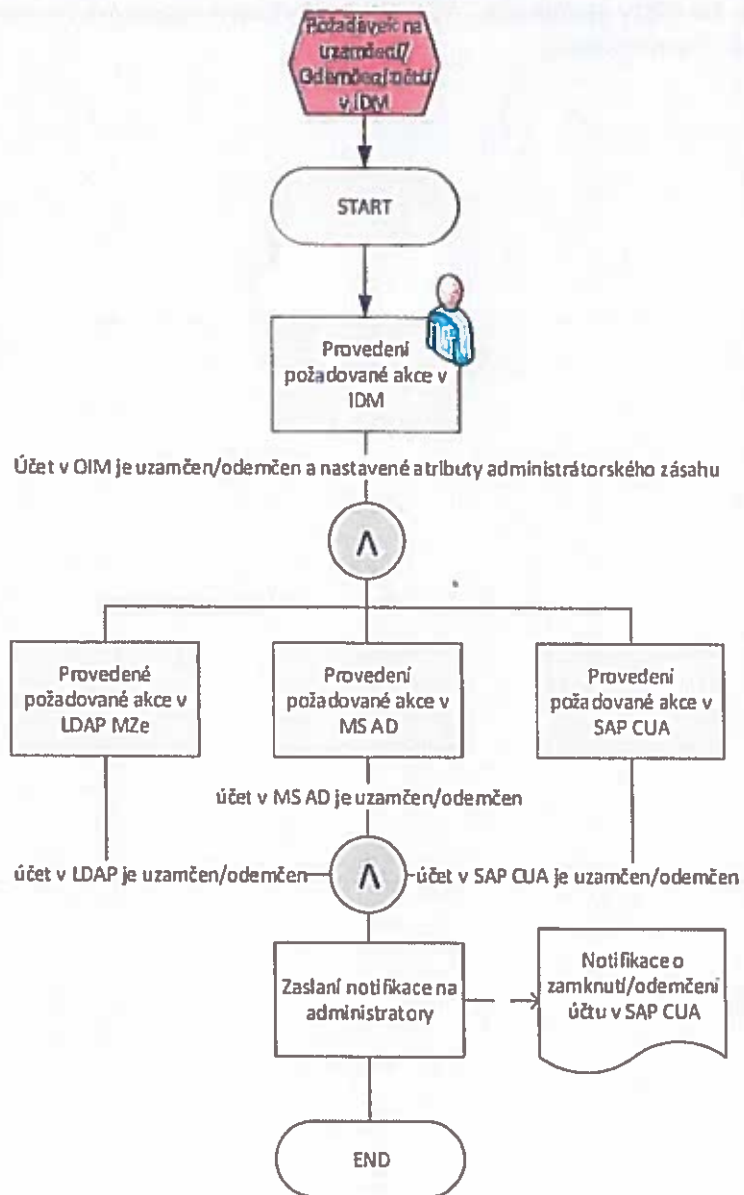 Požadavek na
uzamčení/
Odemčení účtu
v IDM
START
Provedení
požadované akce v
IDM
Účet v OIM je uzamčen/odemčen a nastavené atributy administrátorského zásahu
Λ
Provedené
požadované akce v
LDAP MZe
Provedení
požadované akce v
MS AD
Provedení
požadované akce v
SAP CUA
účet v MS AD je uzamčen/odemčen
účet v LDAP je uzamčen/odemčen
Λ
účet v SAP CUA je uzamčen/odemčen
Zaslaní notifikace na
administratory
Notifikace o
zamknutí/odemčení
účtu v SAP CUA
END